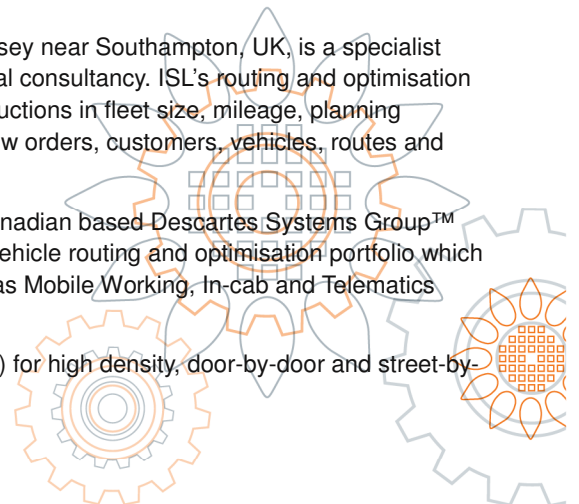 sey near Southampton, UK, is a specialist
al consultancy. ISL's routing and optimisation
uctions in fleet size, mileage, planning
w orders, customers, vehicles, routes and
anadian based Descartes Systems Group™
ehicle routing and optimisation portfolio which
as Mobile Working, In-cab and Telematics
) for high density, door-by-door and street-by-